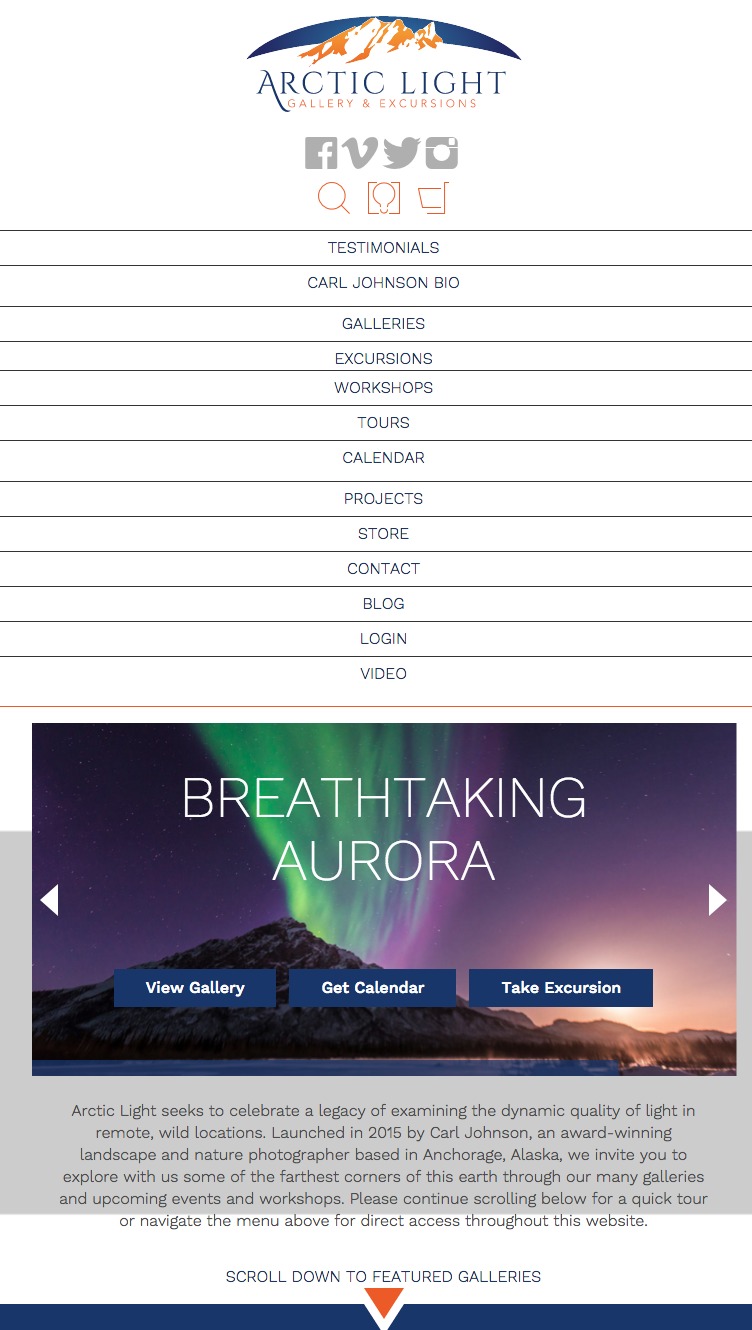 ARCTIC LIGHT
GALLERY & EXCURSIONS
TESTIMONIALS
CARL JOHNSON BIO
GALLERIES
EXCURSIONS
WORKSHOPS
TOURS
CALENDAR
PROJECTS
STORE
CONTACT
BLOG
LOGIN
VIDEO
BREATHTAKING
AURORA
View Gallery Get Calendar Take Excursion
Arctic Light seeks to celebrate a legacy of examining the dynamic quality of light in
remote, wild locations. Launched in 2015 by Carl Johnson, an award-winning
landscape and nature photographer based in Anchorage, Alaska, we invite you to
explore with us some of the farthest corners of this earth through our many galleries
and upcoming events and workshops. Please continue scrolling below for a quick tour
or navigate the menu above for direct access throughout this website.
SCROLL DOWN TO FEATURED GALLERIES